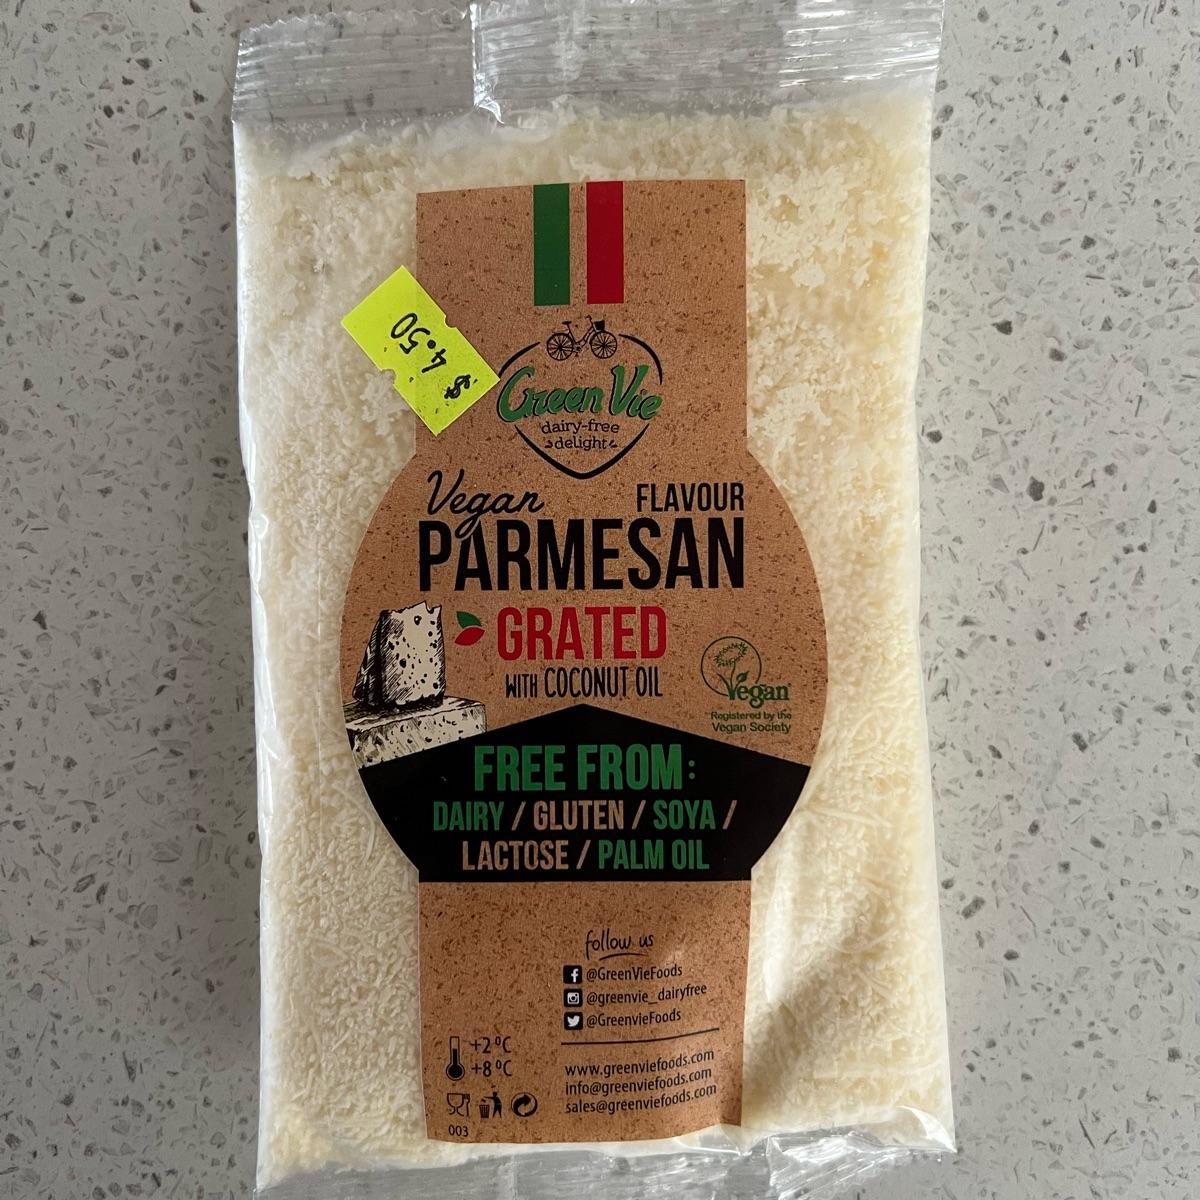 $ 4.50
Green Vie
dairy-free
delight
Vegan FLAVOUR
PARMESAN
GRATED
WITH COCONUT OIL
Vegan
Registered by the
Vegan Society
FREE FROM:
DAIRY / GLUTEN / SOYA /
LACTOSE / PALM OIL
follow us
@GreenVieFoods
@greenvie_dairyfree
@GreenvieFoods
+2 ºC
+8 ºC
www.greenviefoods.com
info@greenviefoods.com
sales@greenviefoods.com
003